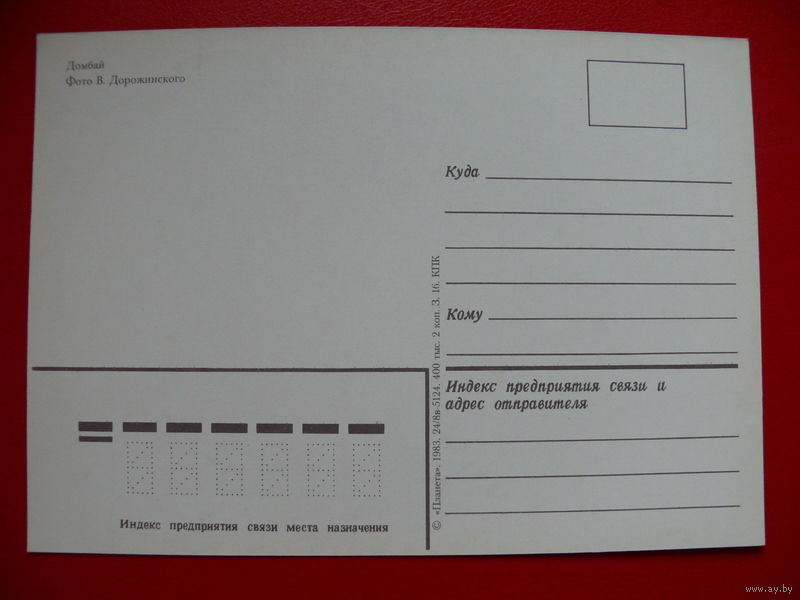 Домбай
Фото В. Дорожинского
Куда
Кому
Индекс предприятия связи и
адрес отправителя
© «Планета». 1983. 24/8в-5124. 400 тыс. 2 коп. З. 16. КПК
Индекс предприятия связи места назначения
www.ay.by